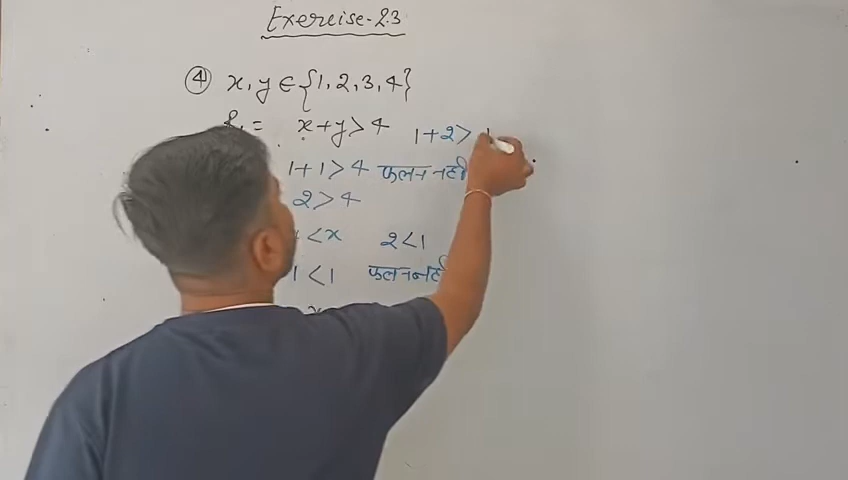 Exercise-2.3
④ x, y ∈ {1, 2, 3, 4}
= x+y>4 1+2>
1+1>4 फलन नहीं
2>4
<x 2<1
1<1 फलन नहीं